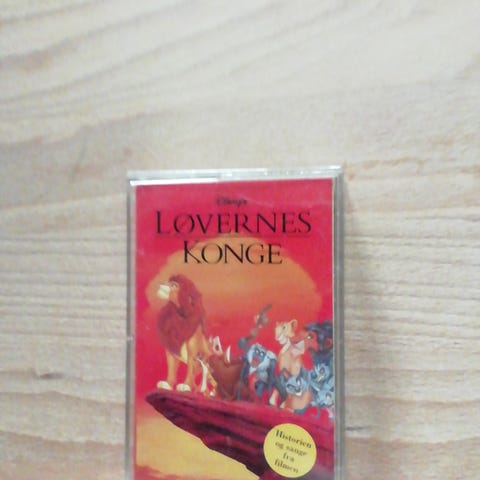 Disney's
LØVERNES
KONGE
Historien
og sange
fra
filmen